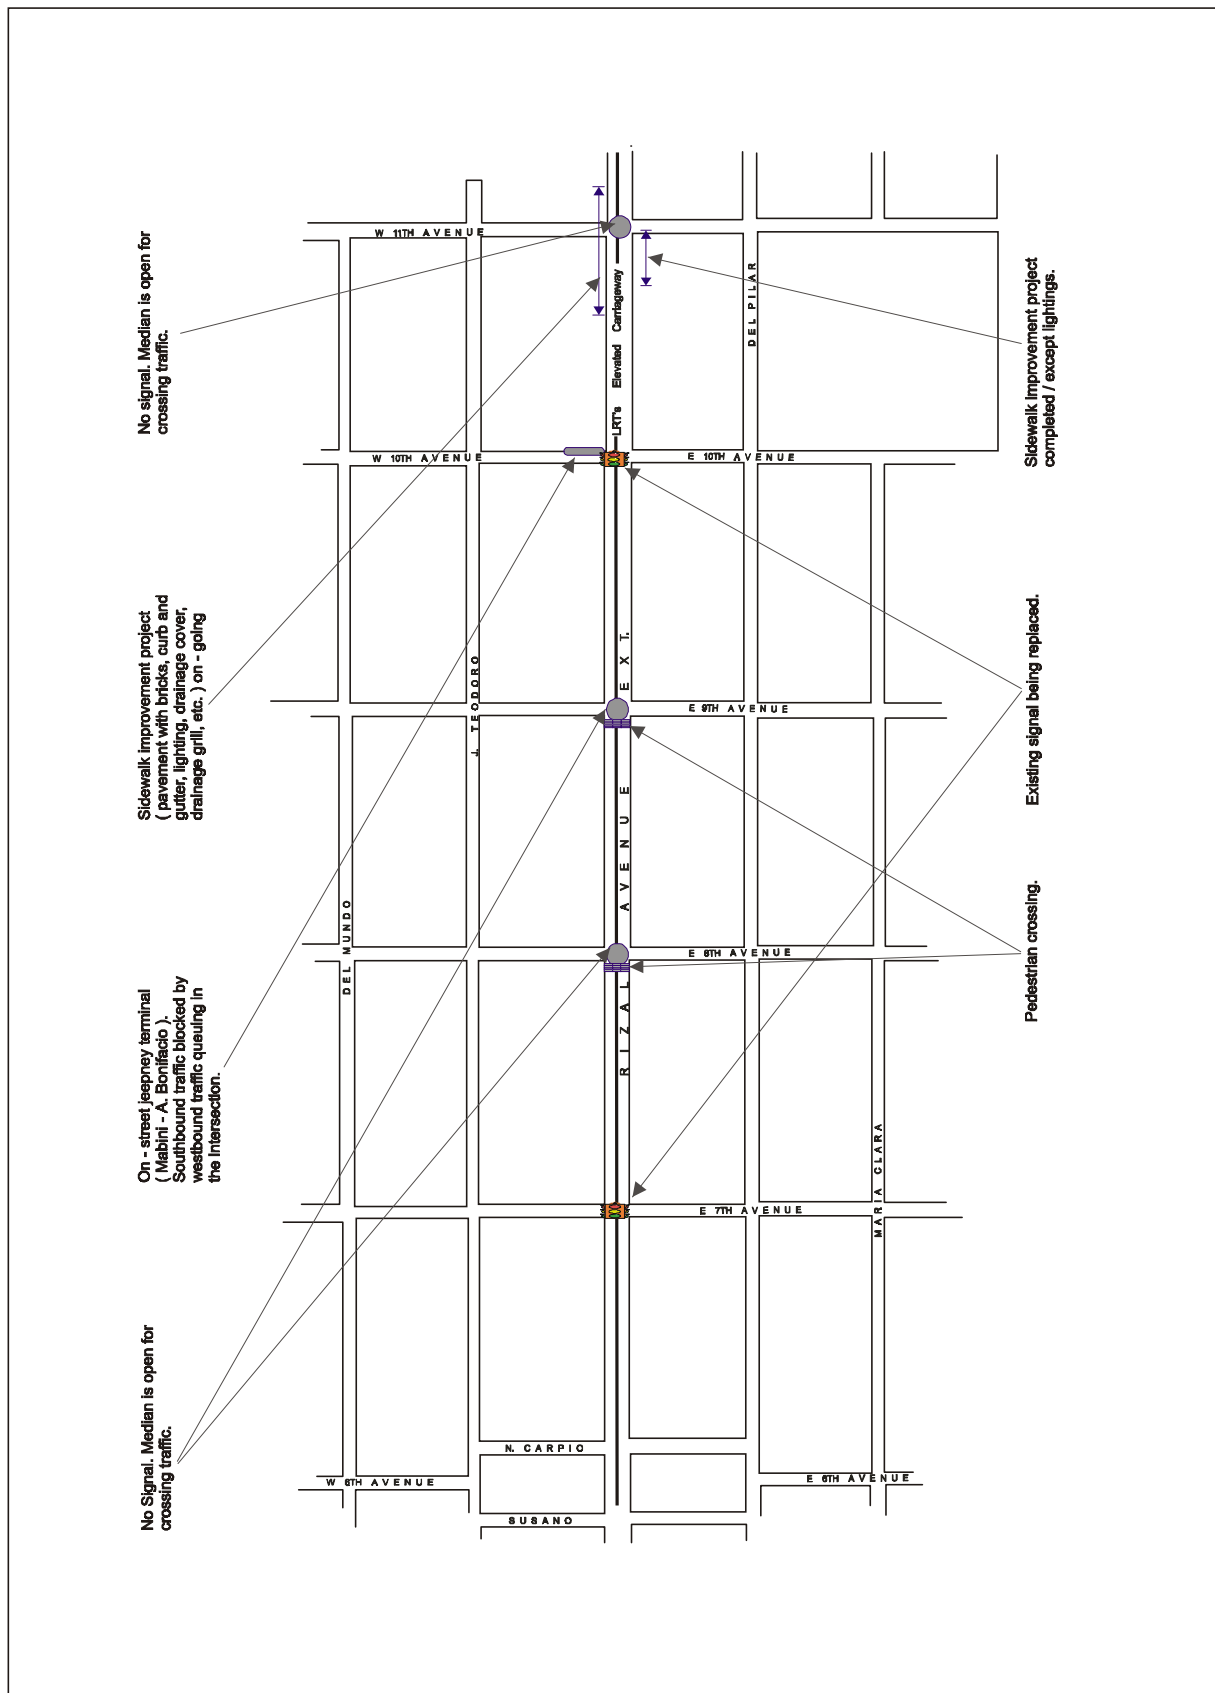 No signal. Median is open for
crossing traffic.
Sidewalk improvement project
( pavement with bricks, curb and
gutter, lighting, drainage cover,
drainage grill, etc. ) on - going
On - street jeepney terminal
( Mabini - A. Bonifacio ).
Southbound traffic blocked by
westbound traffic queuing in
the intersection.
No Signal. Median is open for
crossing traffic.
W 11TH AVENUE
W 10TH AVENUE
E 10TH AVENUE
LRT's Elevated Carriageway
DEL PILAR
J. TEODORO
E 9TH AVENUE
DEL MUNDO
E 8TH AVENUE
RIZAL AVENUE EXT.
MARIA CLARA
E 7TH AVENUE
N. CARPIO
W 6TH AVENUE
E 6TH AVENUE
SUSANO
Sidewalk improvement project
completed / except lightings.
Existing signal being replaced.
Pedestrian crossing.